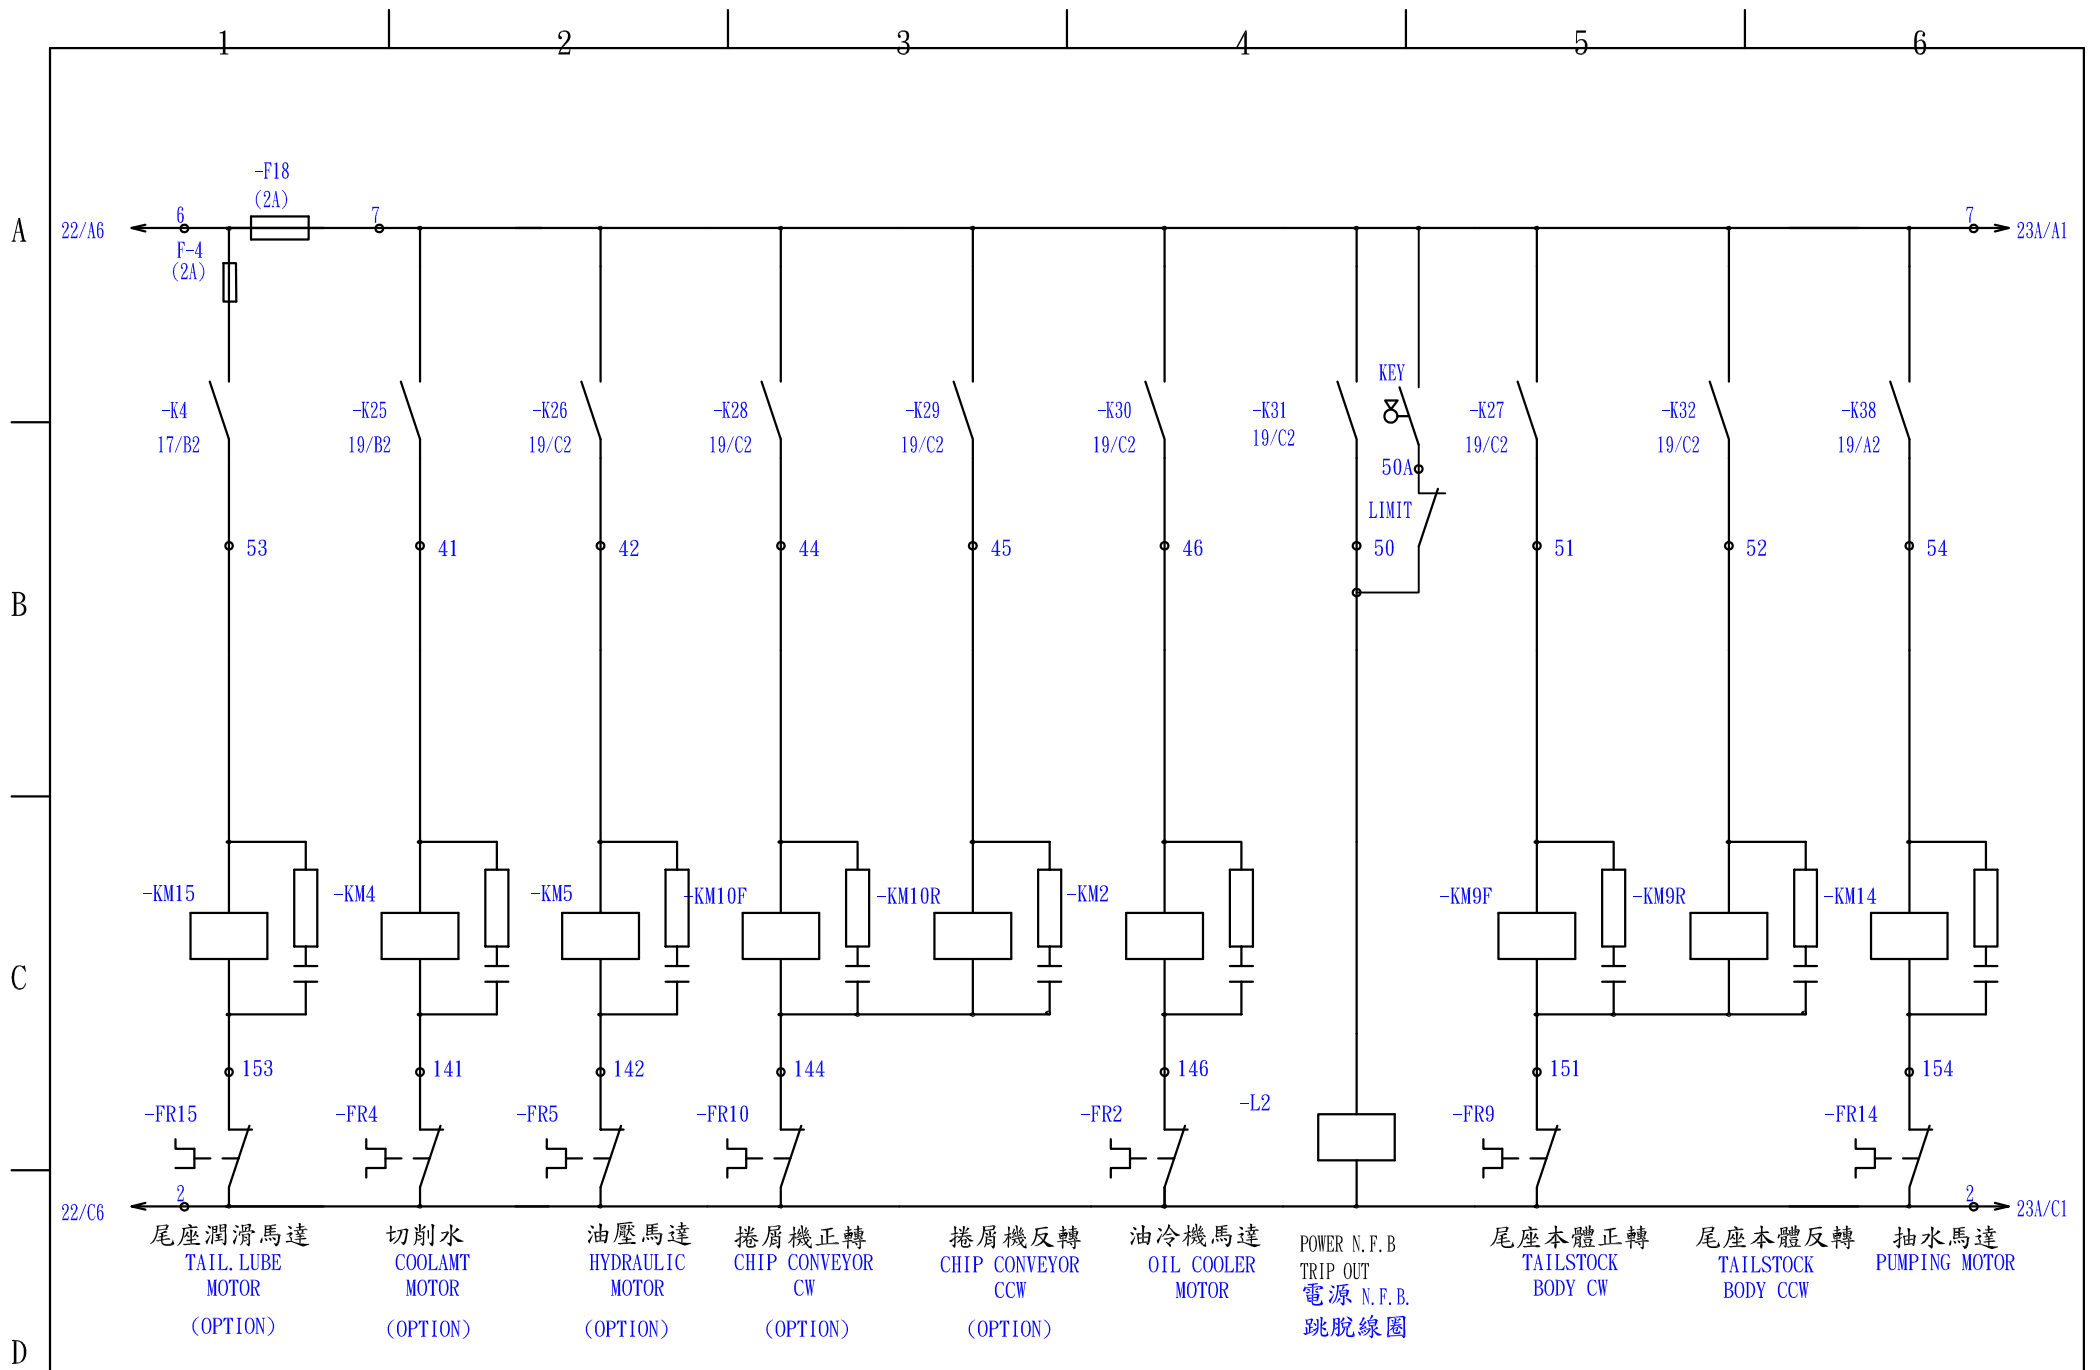 1 2 3 4 5 6
-F18
(2A)
A
22/A6
6
7
7
23A/A1
F-4
(2A)
KEY
-K4
-K25
-K26
-K28
-K29
-K30
-K31
-K27
-K32
-K38
17/B2
19/B2
19/C2
19/C2
19/C2
19/C2
19/C2
19/C2
19/C2
19/A2
50A
LIMIT
53
41
42
44
45
46
50
51
52
54
B
-KM15
-KM4
-KM5
-KM10F
-KM10R
-KM2
-KM9F
-KM9R
-KM14
C
153
141
142
144
146
151
154
-FR15
-FR4
-FR5
-FR10
-FR2
-L2
-FR9
-FR14
22/C6
2
2
23A/C1
尾座潤滑馬達
TAIL.LUBE
MOTOR
(OPTION)
切削水
COOLAMT
MOTOR
(OPTION)
油壓馬達
HYDRAULIC
MOTOR
(OPTION)
捲屑機正轉
CHIP CONVEYOR
CW
(OPTION)
捲屑機反轉
CHIP CONVEYOR
CCW
(OPTION)
油冷機馬達
OIL COOLER
MOTOR
POWER N.F.B
TRIP OUT
電源 N.F.B.
跳脫線圈
尾座本體正轉
TAILSTOCK
BODY CW
尾座本體反轉
TAILSTOCK
BODY CCW
抽水馬達
PUMPING MOTOR
D